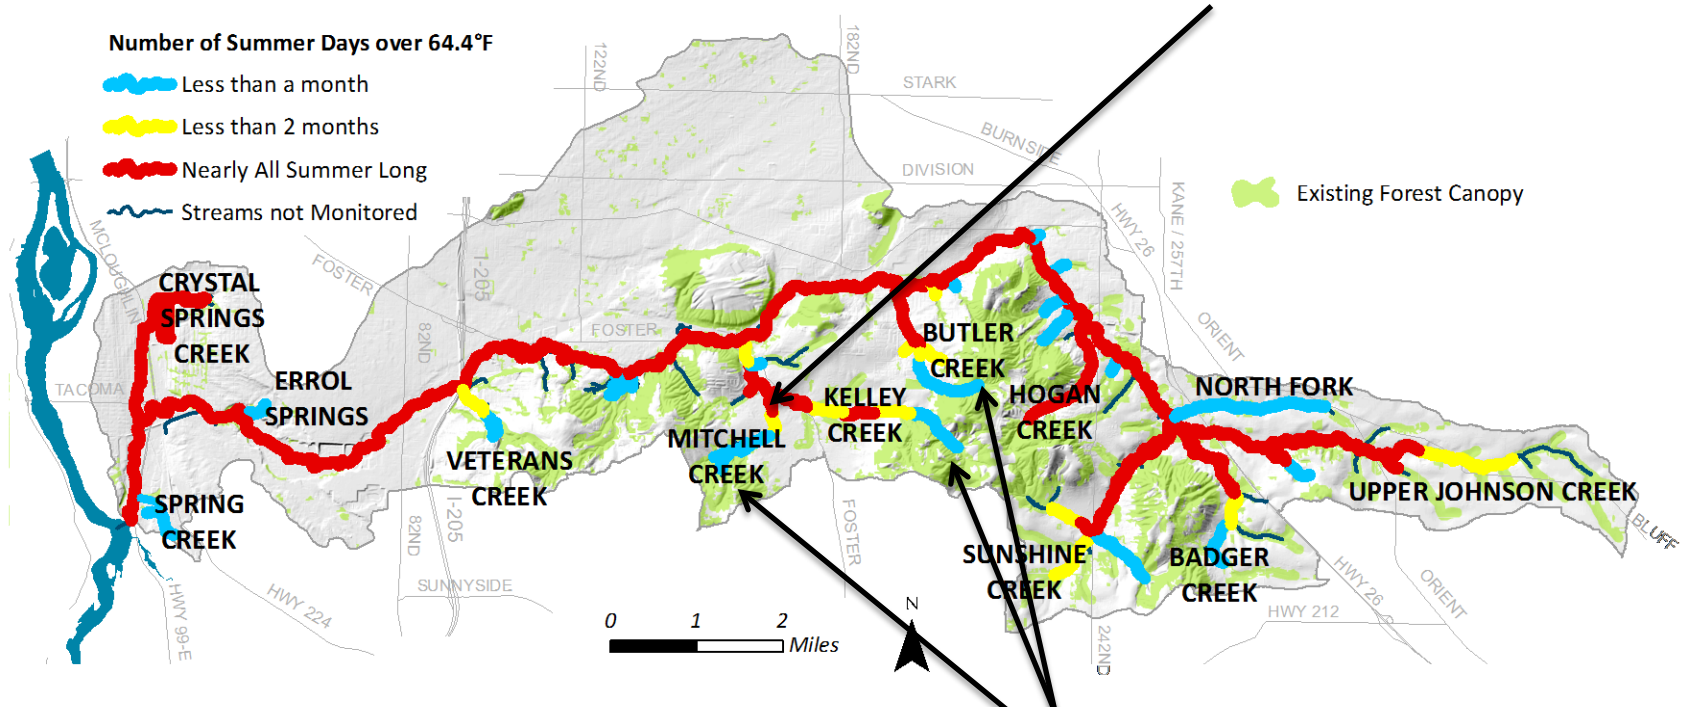 Number of Summer Days over 64.4°F
Less than a month
Less than 2 months
Nearly All Summer Long
Streams not Monitored
Existing Forest Canopy
122ND
182ND
STARK
BURNSIDE
DIVISION
KANE / 257TH
HWY 26
MCLOUGHLIN
FOSTER
I-205
82ND
FOSTER
ORIENT
TACOMA
CRYSTAL
SPRINGS
CREEK
ERROL
SPRINGS
BUTLER
CREEK
HOGAN
CREEK
NORTH FORK
KELLEY
CREEK
MITCHELL
CREEK
VETERANS
CREEK
UPPER JOHNSON CREEK
SPRING
CREEK
82ND
I-205
FOSTER
BLUFF
SUNSHINE
CREEK
BADGER
CREEK
SUNNYSIDE
HWY 224
HWY 99-E
HWY 26
ORIENT
HWY 212
242ND
N
0 1 2
Miles